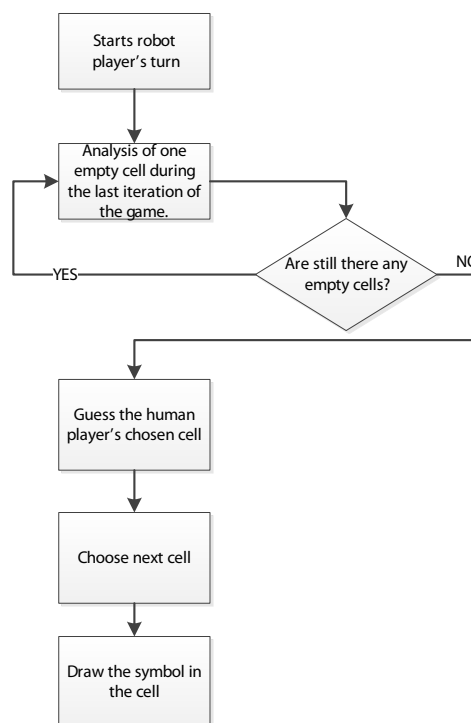 Starts robot
player’s turn
Analysis of one
empty cell during
the last iteration of
the game.
Are still there any
empty cells?
YES
NO
Guess the human
player’s chosen cell
Choose next cell
Draw the symbol in
the cell